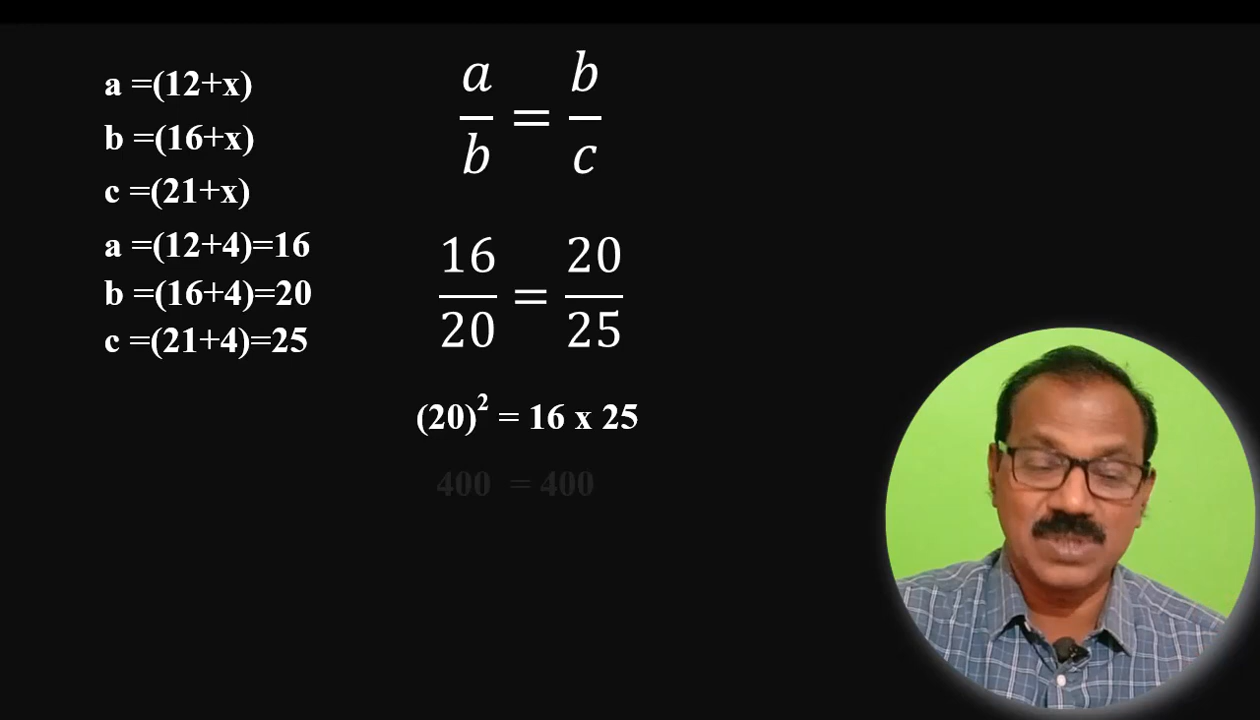 a =(12+x)
b =(16+x)
c =(21+x)
a =(12+4)=16
b =(16+4)=20
c =(21+4)=25
a/b = b/c
16/20 = 20/25
(20)² = 16 x 25
400 = 400